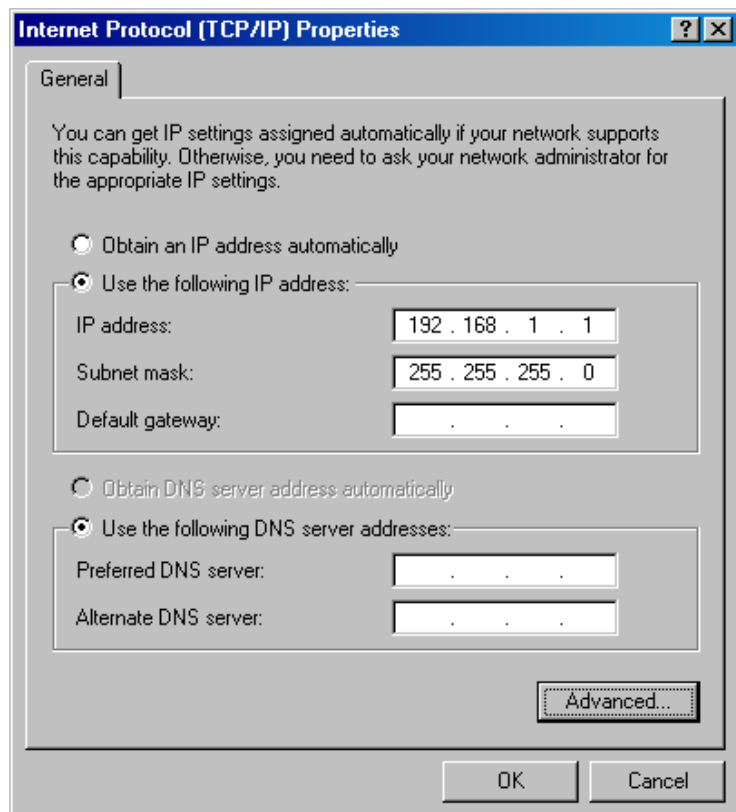 Internet Protocol (TCP/IP) Properties
General
You can get IP settings assigned automatically if your network supports
this capability. Otherwise, you need to ask your network administrator for
the appropriate IP settings.
Obtain an IP address automatically
Use the following IP address:
IP address: 192 . 168 . 1 . 1
Subnet mask: 255 . 255 . 255 . 0
Default gateway: . . .
Obtain DNS server address automatically
Use the following DNS server addresses:
Preferred DNS server: . . .
Alternate DNS server: . . .
Advanced...
OK Cancel